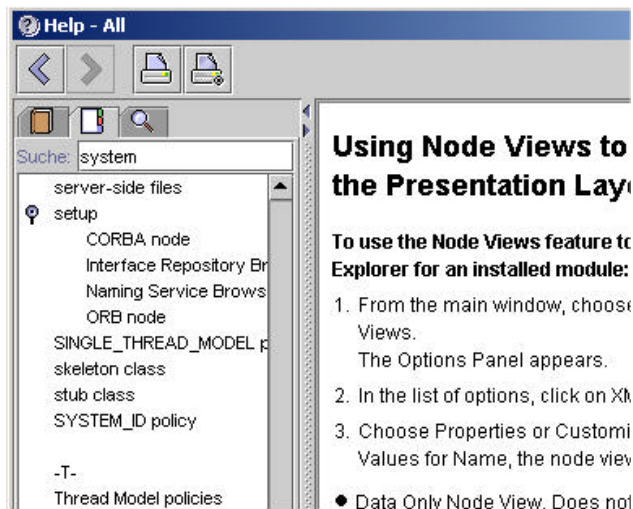 Help - All
Suche: system
server-side files
setup
CORBA node
Interface Repository Br
Naming Service Brows
ORB node
SINGLE_THREAD_MODEL p
skeleton class
stub class
SYSTEM_ID policy
-T-
Thread Model policies
Using Node Views to
the Presentation Lay
To use the Node Views feature to
Explorer for an installed module:
1. From the main window, choose
Views.
The Options Panel appears.
2. In the list of options, click on XM
3. Choose Properties or Customi
Values for Name, the node view
● Data Only Node View. Does not